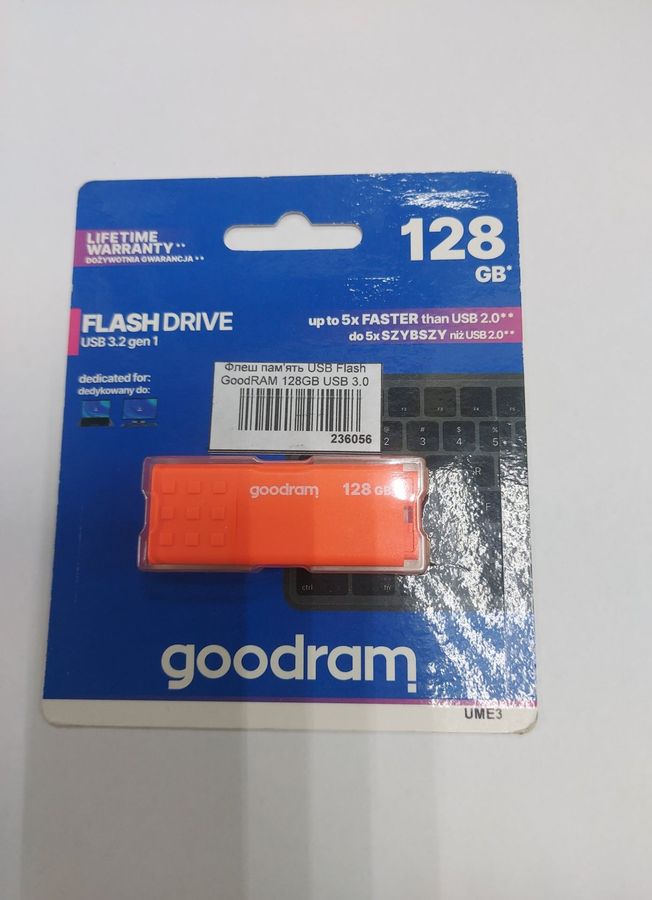 LIFETIME
WARRANTY**
DOŻYWOTNIA GWARANCJA**
128
GB*
FLASHDRIVE
USB 3.2 gen 1
up to 5x FASTER than USB 2.0**
do 5x SZYBSZY niż USB 2.0**
dedicated for:
dedykowany do:
Флеш пам'ять USB Flash
GoodRAM 128GB USB 3.0
236056
goodram 128 GB
ctrl
goodram
UME3